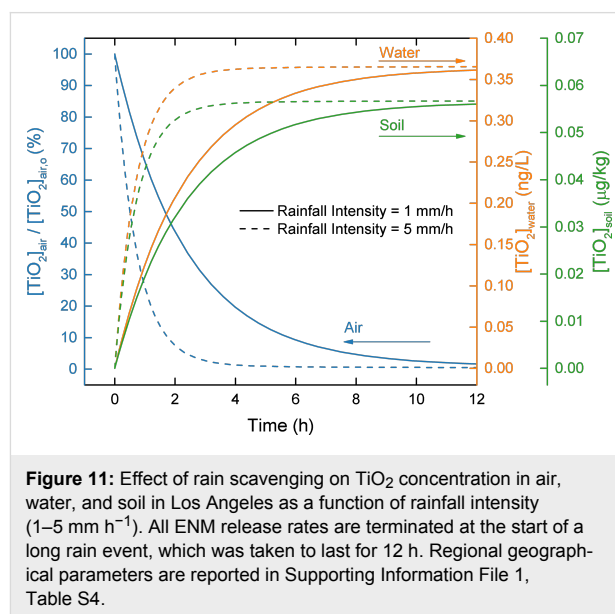 [TiO2]air / [TiO2]air,o (%)
100
90
80
70
60
50
40
30
20
10
0
Water
Soil
Rainfall Intensity = 1 mm/h
Rainfall Intensity = 5 mm/h
Air
0 2 4 6 8 10 12
Time (h)
0.40
0.35
0.30
0.25
0.20
0.15
0.10
0.05
0.00
[TiO2]water (ng/L)
0.07
0.06
0.05
0.04
0.03
0.02
0.01
0.00
[TiO2]soil (µg/kg)
Figure 11: Effect of rain scavenging on TiO2 concentration in air,
water, and soil in Los Angeles as a function of rainfall intensity
(1–5 mm h−1). All ENM release rates are terminated at the start of a
long rain event, which was taken to last for 12 h. Regional geograph-
ical parameters are reported in Supporting Information File 1,
Table S4.